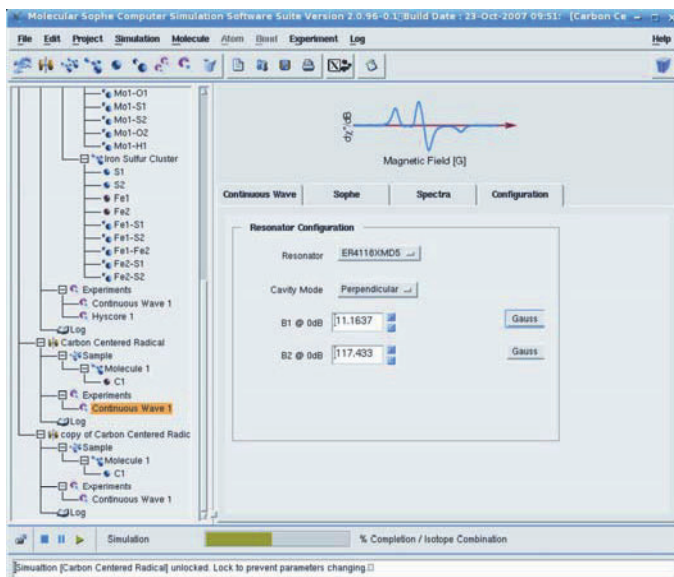 Molecular Sophe Computer Simulation Software Suite Version 2.0.96-0.1 Build Date : 23-Oct-2007 09:51: (Carbon Ce
File Edit Project Simulation Molecule Atom Bond Experiment Log Help
Mo1-O1
Mo1-S1
Mo1-S2
Mo1-O2
Mo1-H1
Iron Sulfur Cluster
S1
S2
Fe1
Fe2
Fe1-S1
Fe1-S2
Fe1-Fe2
Fe2-S1
Fe2-S2
Experiments
Continuous Wave 1
Hyscore 1
Log
Carbon Centered Radical
Sample
Molecule 1
C1
Experiments
Continuous Wave 1
Log
copy of Carbon Centered Radic
Sample
Molecule 1
C1
Experiments
Continuous Wave 1
Log
dχ"/dB
Magnetic Field [G]
Continuous Wave Sophe Spectra Configuration
Resonator Configuration
Resonator ER4116XMD5
Cavity Mode Perpendicular
B1 @ 0dB 11.1637 Gauss
B2 @ 0dB 117.433 Gauss
Simulation % Completion / Isotope Combination
Simualtion [Carbon Centered Radical] unlocked. Lock to prevent parameters changing.